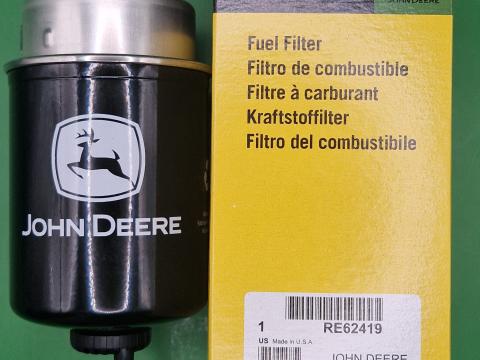 JOHN DEERE
Fuel Filter
Filtro de combustible
Filtre à carburant
Kraftstoffilter
Filtro del combustibile
JOHN DEERE
1 RE62419
US Made in U.S.A.
JOHN DEERE